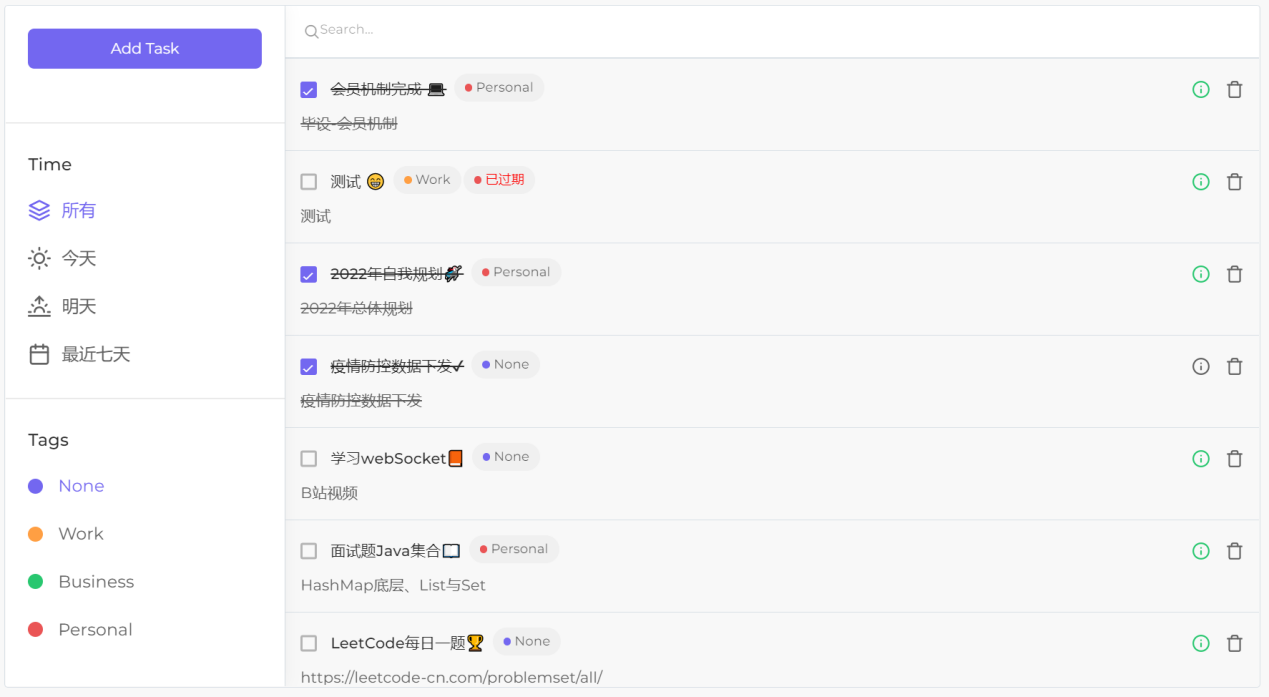 Add Task
Time
所有
今天
明天
最近七天
Tags
None
Work
Business
Personal
Search...
会员机制完成 💻 Personal
毕设-会员机制
测试 😁 Work 已过期
测试
2022年自我规划🚀 Personal
2022年总体规划
疫情防控数据下发✔ None
疫情防控数据下发
学习webSocket📙 None
B站视频
面试题Java集合📖 Personal
HashMap底层、List与Set
LeetCode每日一题🏆 None
https://leetcode-cn.com/problemset/all/